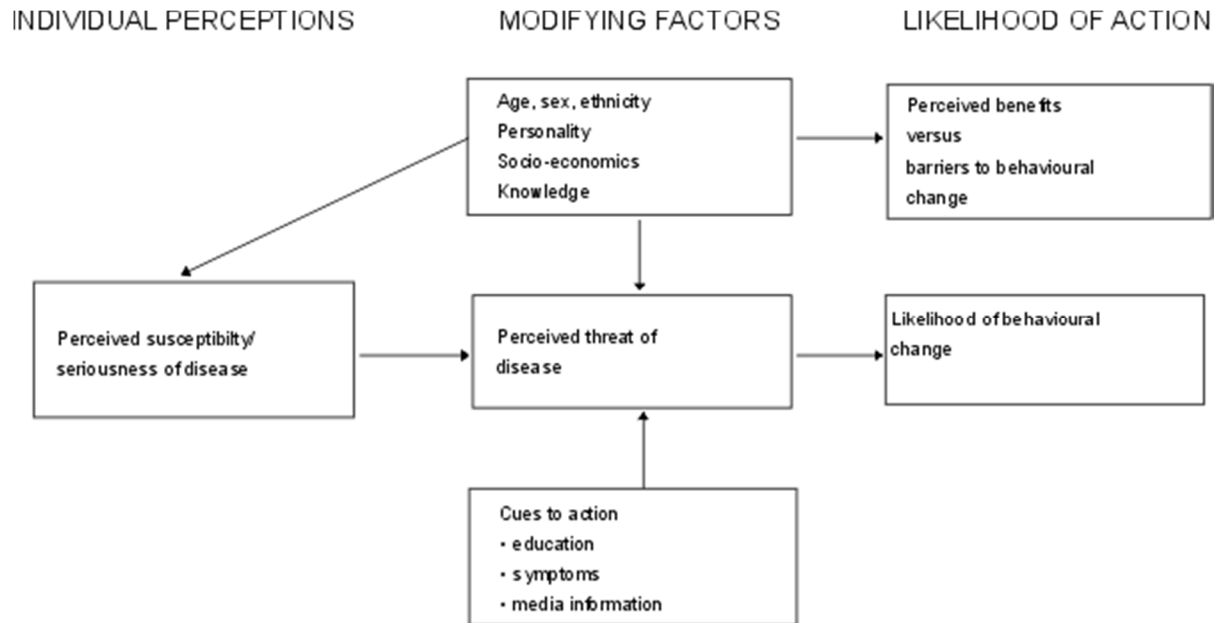 INDIVIDUAL PERCEPTIONS
MODIFYING FACTORS
LIKELIHOOD OF ACTION
Age, sex, ethnicity
Personality
Socio-economics
Knowledge
Perceived benefits
versus
barriers to behavioural
change
Perceived susceptibilty/
seriousness of disease
Perceived threat of
disease
Likelihood of behavioural
change
Cues to action
• education
• symptoms
• media information